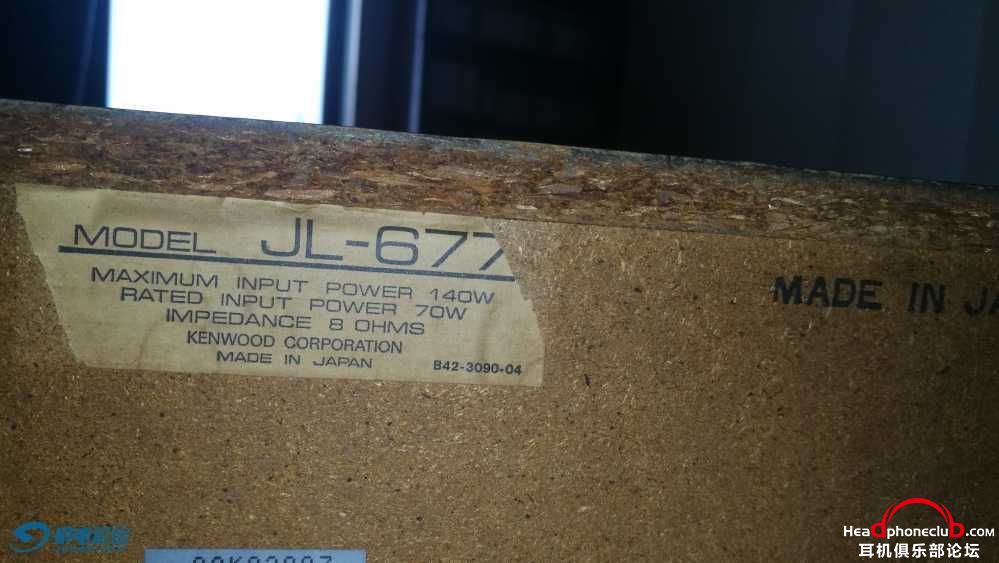 MODEL JL-677
MAXIMUM INPUT POWER 140W
RATED INPUT POWER 70W
IMPEDANCE 8 OHMS
KENWOOD CORPORATION
MADE IN JAPAN
B42-3090-04
MADE IN JA
Headphoneclub.com
耳机俱乐部论坛